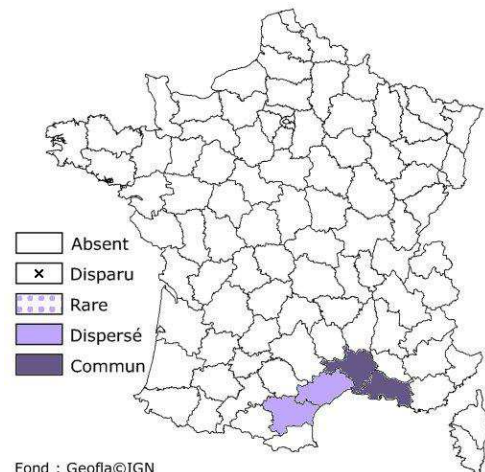 Absent
Disparu
Rare
Dispersé
Commun
Fond : Geofla©IGN